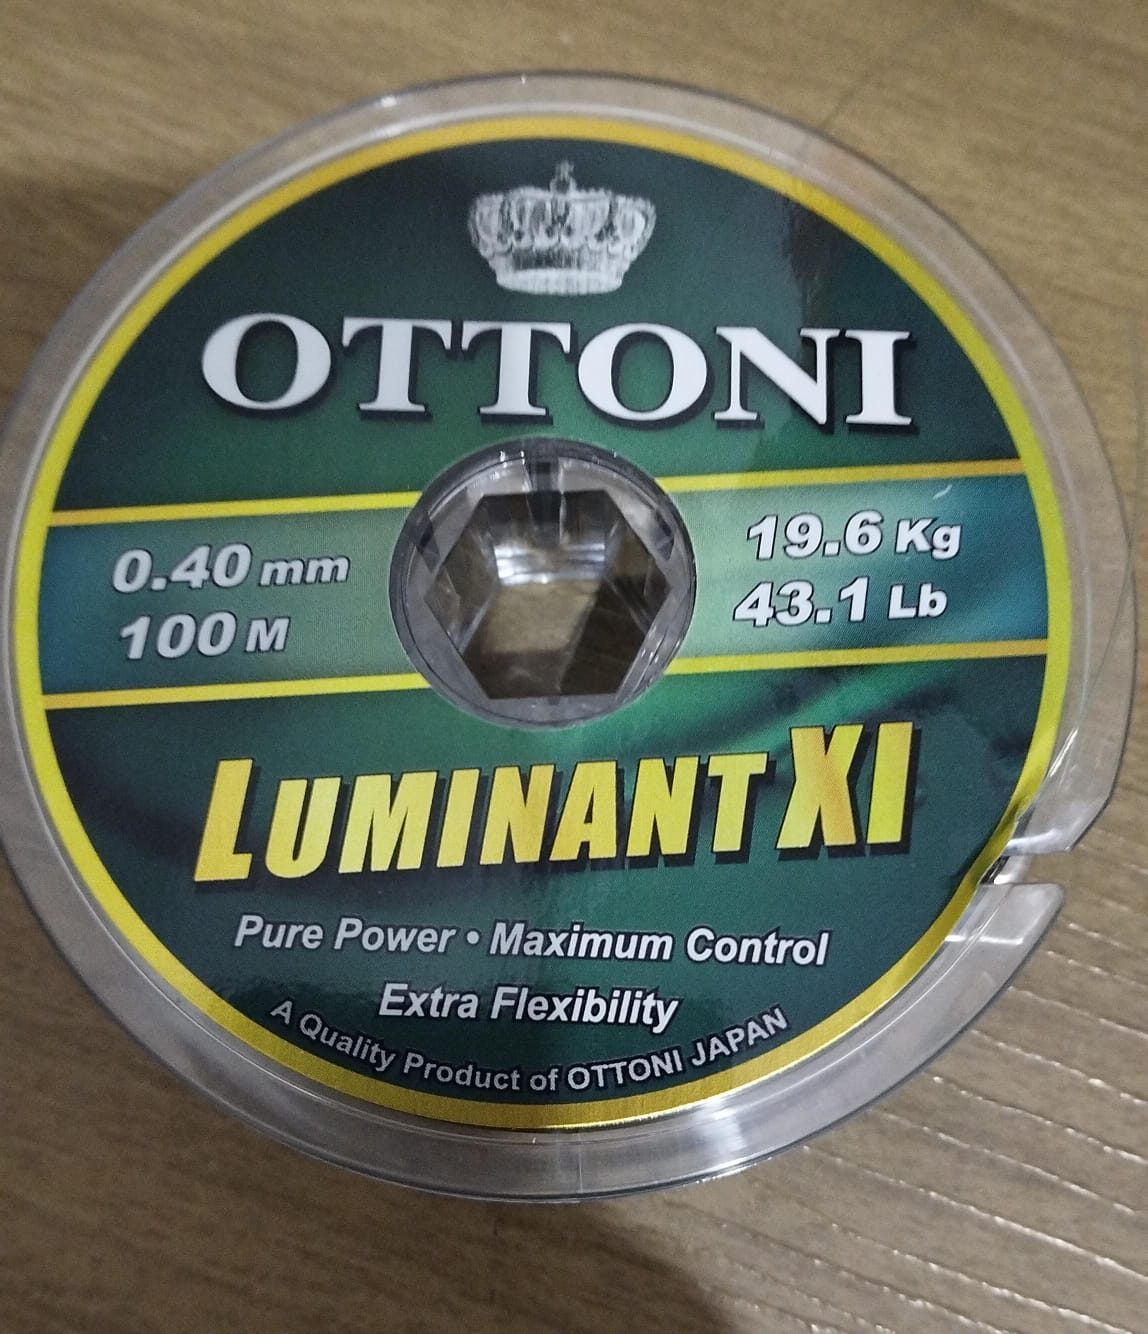 OTTONI
0.40 mm
100 M
19.6 Kg
43.1 Lb
LUMINANT XI
Pure Power • Maximum Control
Extra Flexibility
A Quality Product of OTTONI JAPAN